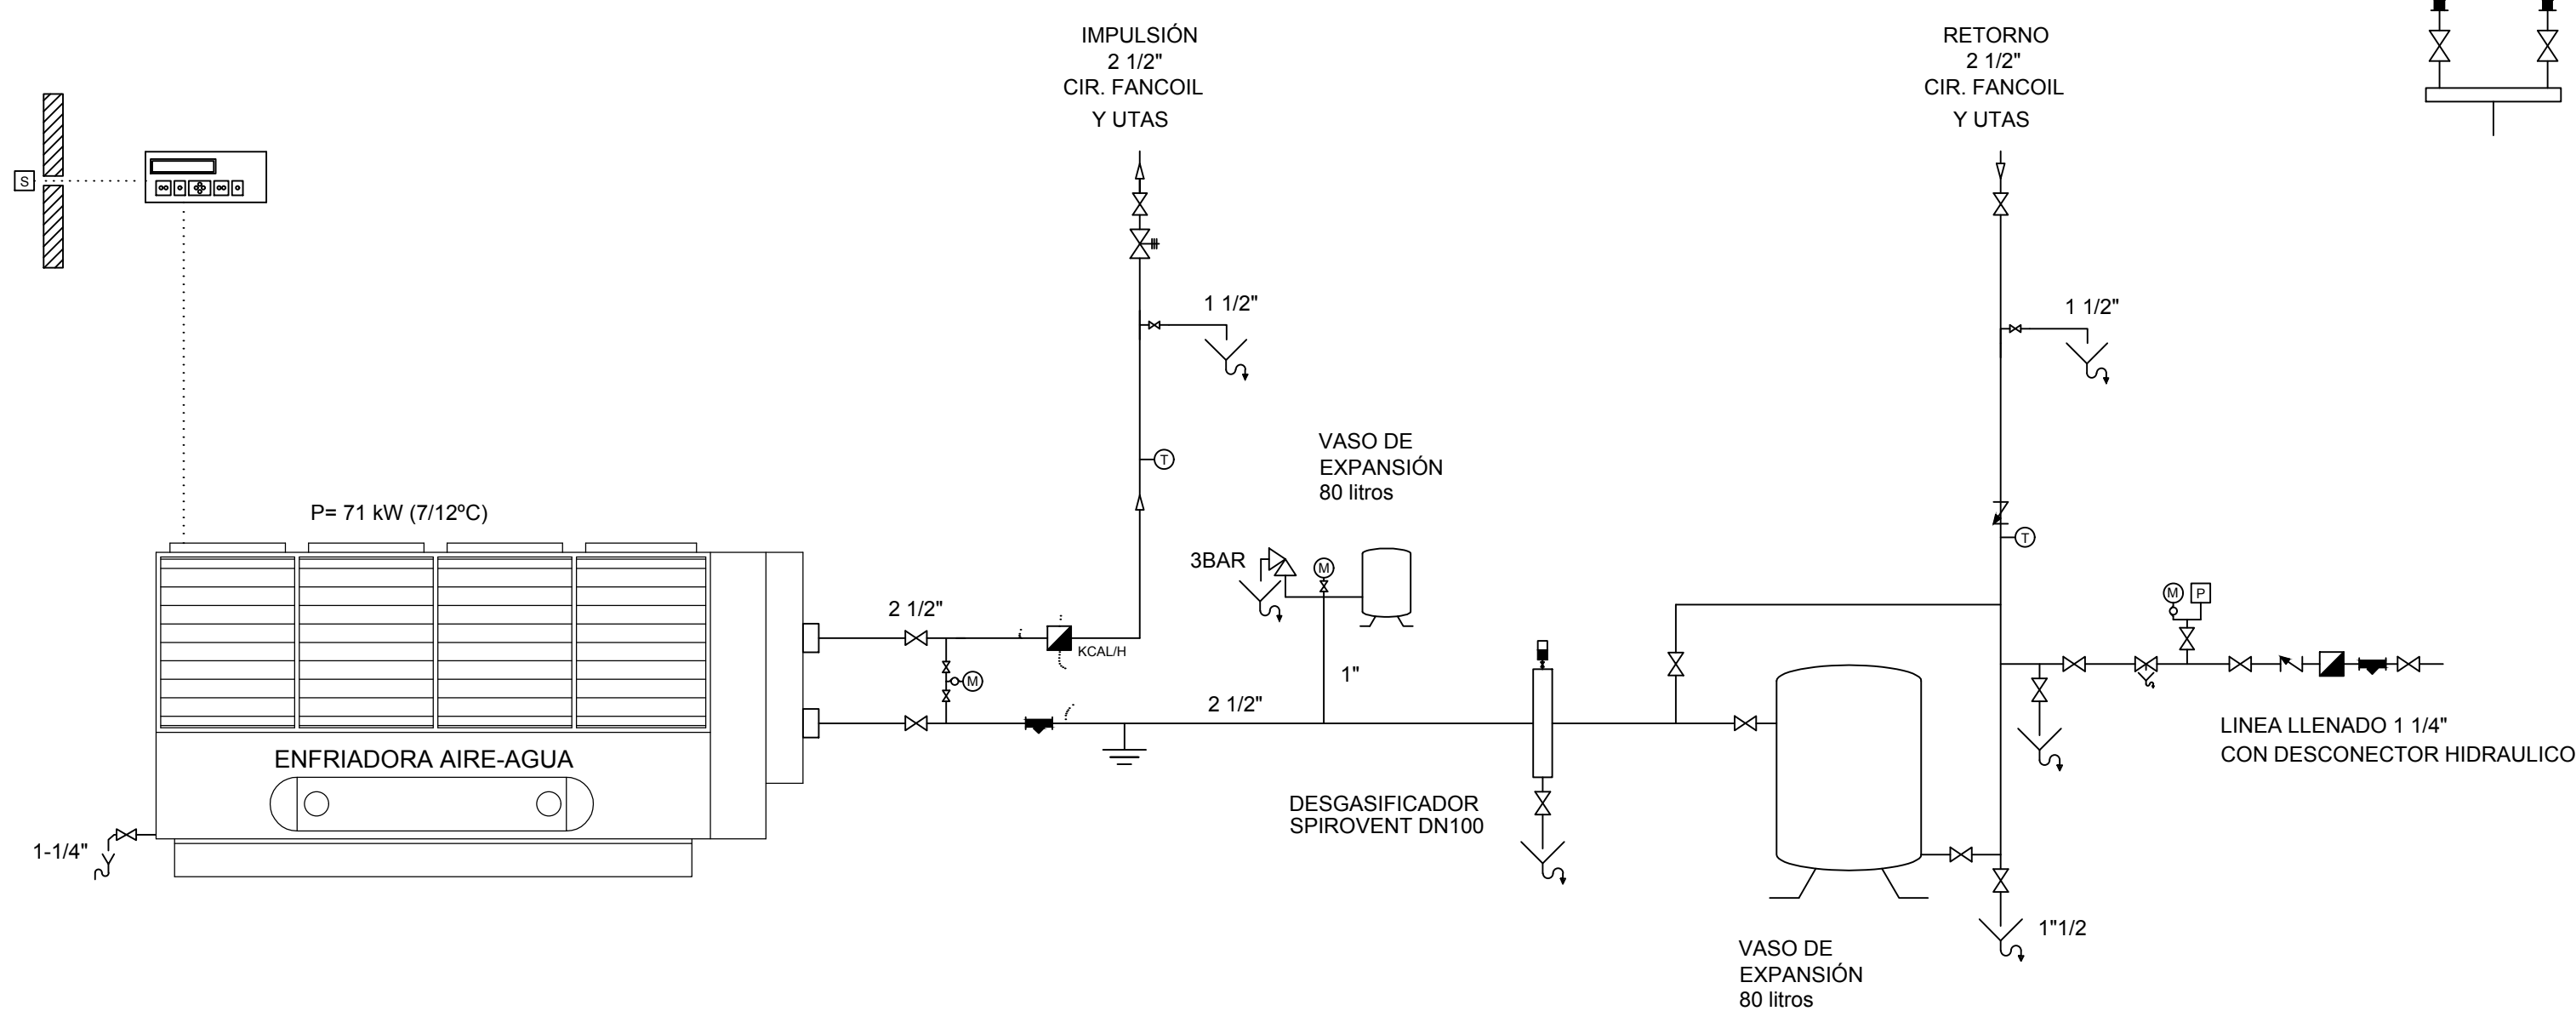 IMPULSIÓN
2 1/2"
CIR. FANCOIL
Y UTAS
RETORNO
2 1/2"
CIR. FANCOIL
Y UTAS
S
1 1/2"
1 1/2"
VASO DE
EXPANSIÓN
80 litros
T
P= 71 kW (7/12ºC)
T
3BAR
M
M
P
2 1/2"
KCAL/H
M
1"
2 1/2"
LINEA LLENADO 1 1/4"
CON DESCONECTOR HIDRAULICO
ENFRIADORA AIRE-AGUA
DESGASIFICADOR
SPIROVENT DN100
1-1/4"
1"1/2
VASO DE
EXPANSIÓN
80 litros